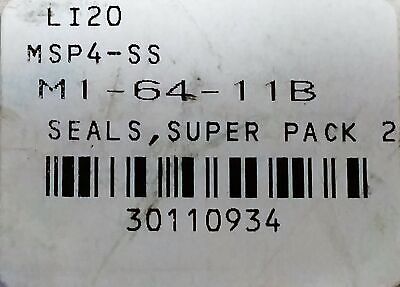 LI20
MSP4-SS
M1-64-11B
SEALS,SUPER PACK 2
30110934